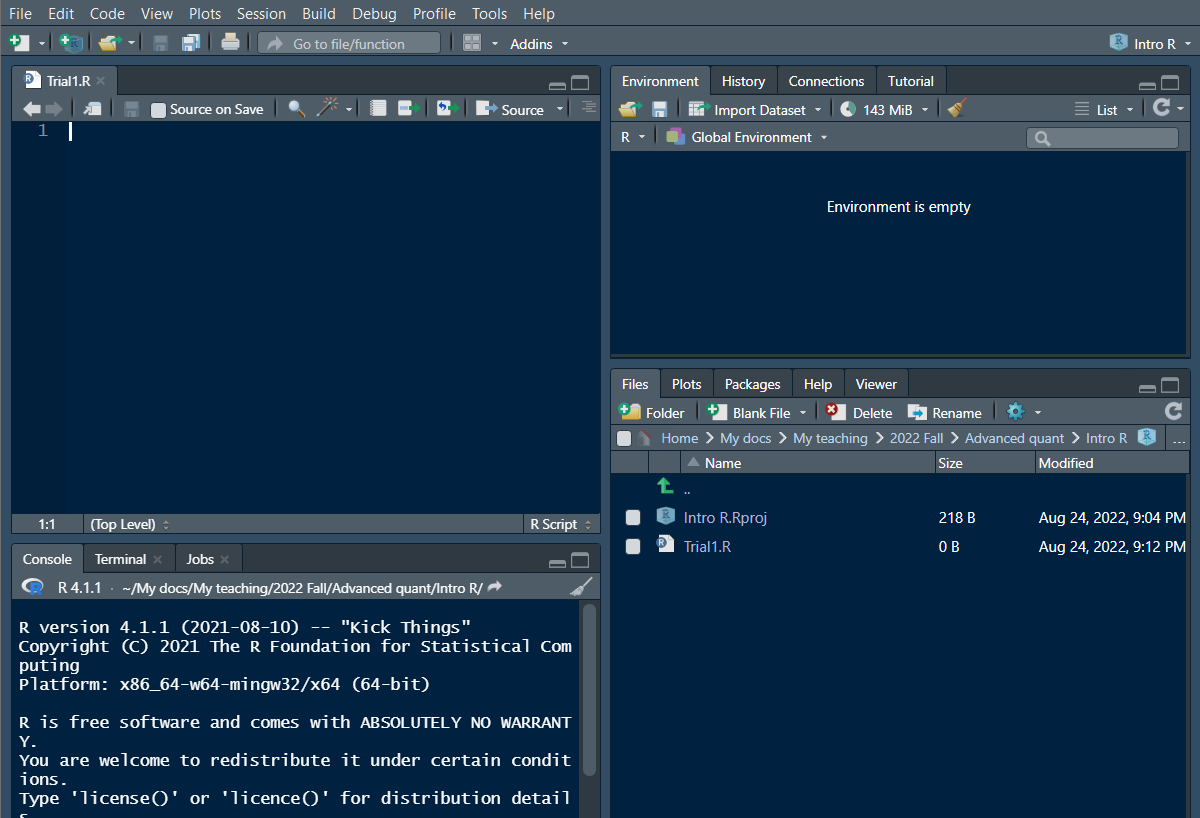 File Edit Code View Plots Session Build Debug Profile Tools Help
Go to file/function Addins Intro R
Trial1.R
Source on Save Source
1
1:1 (Top Level) R Script
Console Terminal Jobs
R 4.1.1 · ~/My docs/My teaching/2022 Fall/Advanced quant/Intro R/
R version 4.1.1 (2021-08-10) -- "Kick Things"
Copyright (C) 2021 The R Foundation for Statistical Com
puting
Platform: x86_64-w64-mingw32/x64 (64-bit)
R is free software and comes with ABSOLUTELY NO WARRANT
Y.
You are welcome to redistribute it under certain condit
ions.
Type 'license()' or 'licence()' for distribution detail
s.
Environment History Connections Tutorial
Import Dataset 143 MiB List
R Global Environment
Environment is empty
Files Plots Packages Help Viewer
Folder Blank File Delete Rename
Home My docs My teaching 2022 Fall Advanced quant Intro R ...
Name Size Modified
..
Intro R.Rproj 218 B Aug 24, 2022, 9:04 PM
Trial1.R 0 B Aug 24, 2022, 9:12 PM